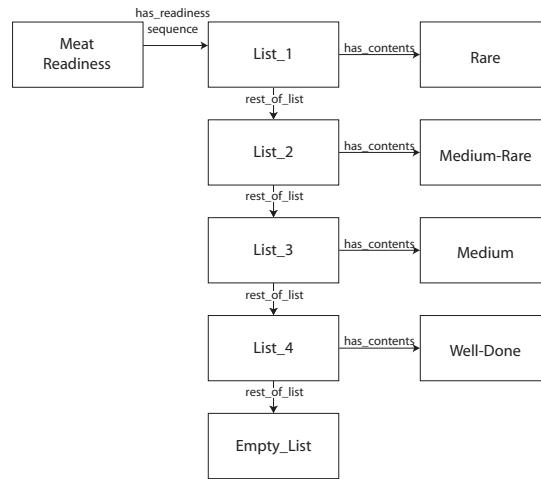 has_readiness
sequence
Meat
Readiness
List_1
has_contents
Rare
rest_of_list
List_2
has_contents
Medium-Rare
rest_of_list
List_3
has_contents
Medium
rest_of_list
List_4
has_contents
Well-Done
rest_of_list
Empty_List